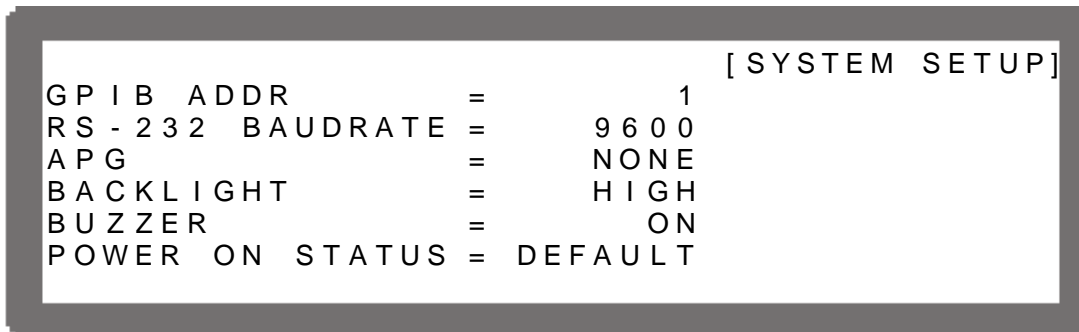 [SYSTEM SETUP]
GPIB ADDR = 1
RS-232 BAUDRATE = 9600
APG = NONE
BACKLIGHT = HIGH
BUZZER = ON
POWER ON STATUS = DEFAULT